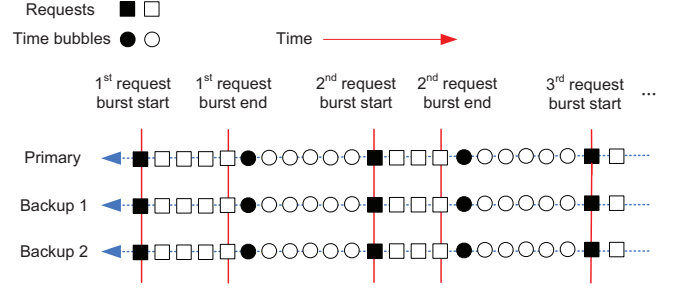 Requests
Time bubbles
Time
1st request burst start
1st request burst end
2nd request burst start
2nd request burst end
3rd request burst start
...
Primary
Backup 1
Backup 2